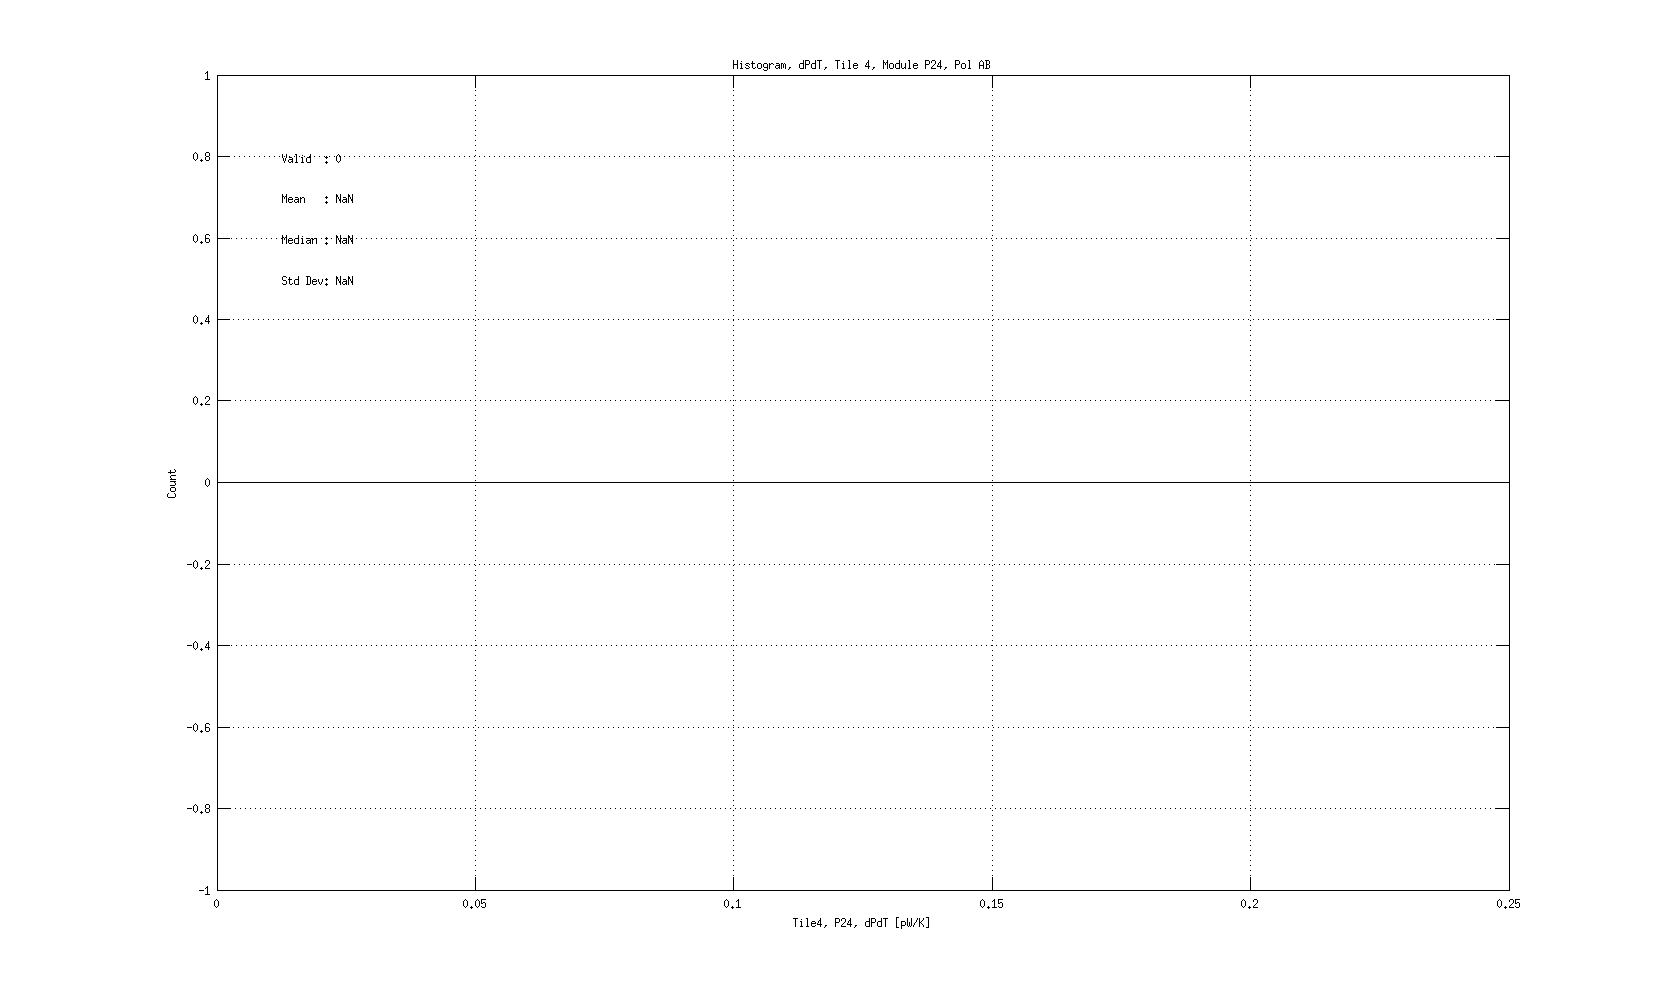 Histogram, dPdT, Tile 4, Module P24, Pol AB
1
0.8
Valid : 0
Mean : NaN
0.6
Median : NaN
Std Dev: NaN
0.4
0.2
Count
0
-0.2
-0.4
-0.6
-0.8
-1
0 0.05 0.1 0.15 0.2 0.25
Tile4, P24, dPdT [pW/K]